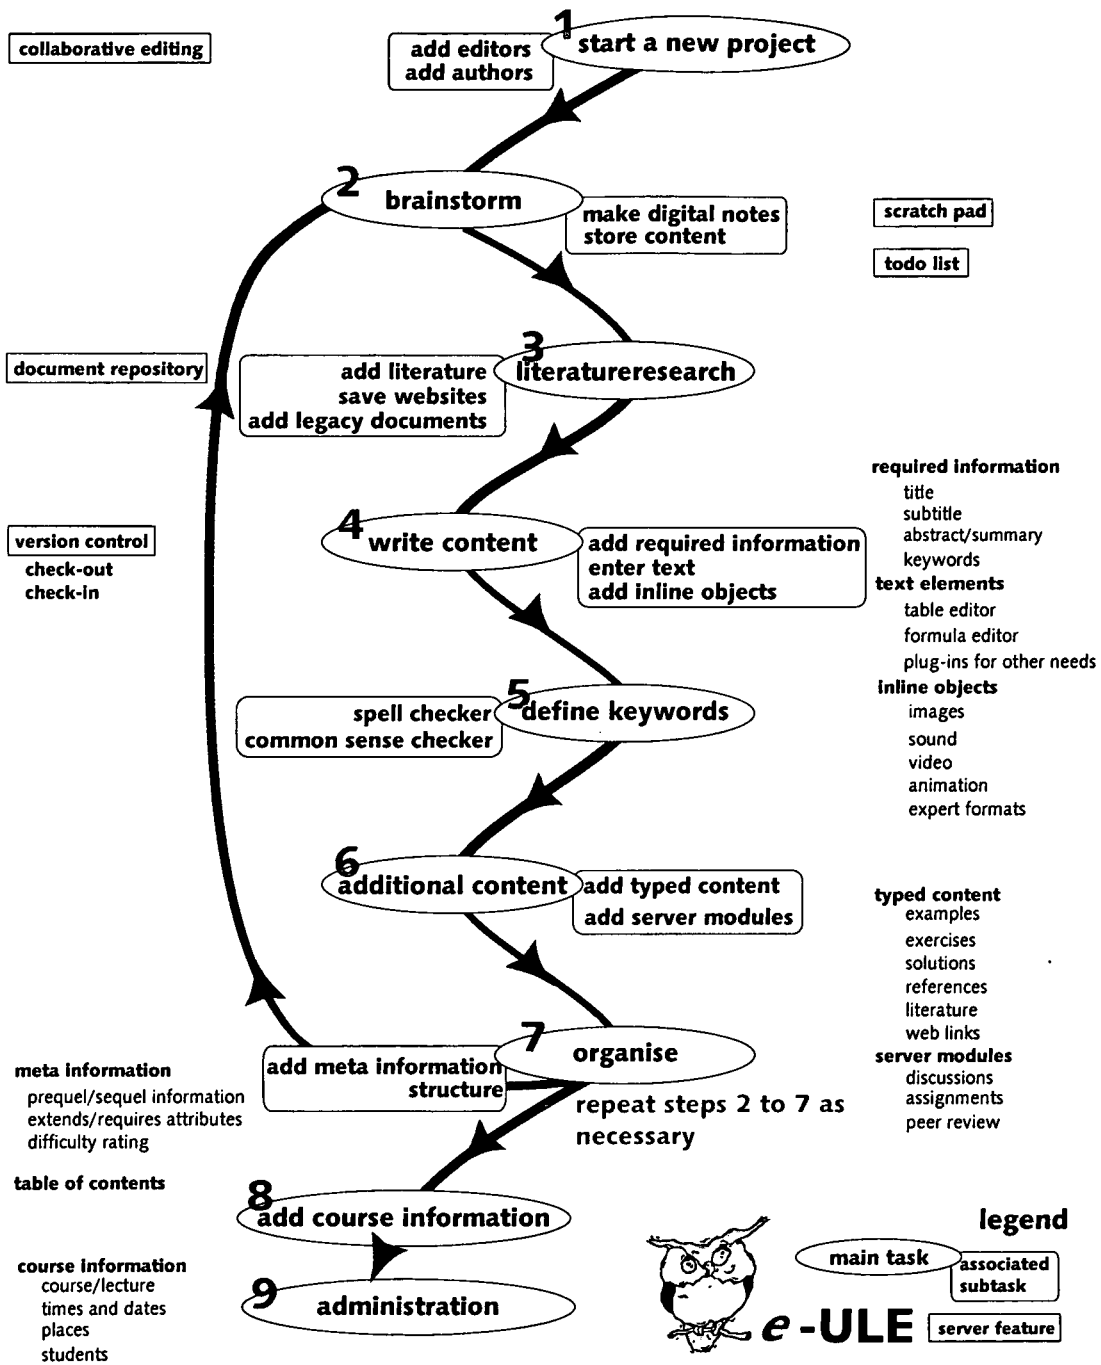 collaborative editing
add editors
add authors
1
start a new project
2
brainstorm
make digital notes
store content
scratch pad
todo list
document repository
add literature
save websites
add legacy documents
3
literatureresearch
version control
check-out
check-in
4
write content
add required information
enter text
add inline objects
required information
title
subtitle
abstract/summary
keywords
text elements
table editor
formula editor
plug-ins for other needs
inline objects
images
sound
video
animation
expert formats
spell checker
common sense checker
5
define keywords
6
additional content
add typed content
add server modules
typed content
examples
exercises
solutions
references
literature
web links
server modules
discussions
assignments
peer review
7
organise
add meta information
structure
repeat steps 2 to 7 as
necessary
meta information
prequel/sequel information
extends/requires attributes
difficulty rating
table of contents
8
add course information
course information
course/lecture
times and dates
places
students
9
administration
legend
main task
associated
subtask
e-ULE
server feature